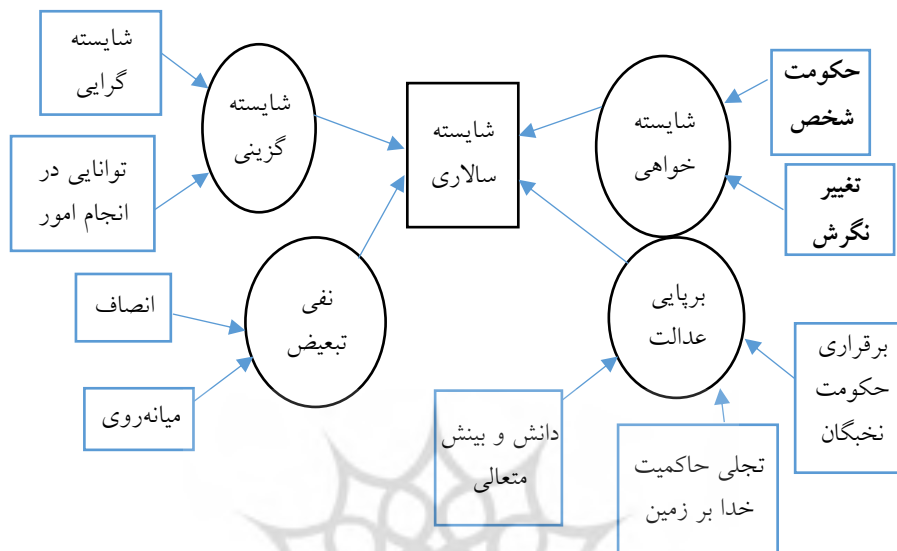 شایسته
گرایی
شایسته
گزینی
شایسته
سالاری
شایسته
خواهی
حکومت
شخص
توانایی در
انجام امور
تغییر
نگرش
انصاف
نفی
تبعیض
برپایی
عدالت
برقراری
حکومت
نخبگان
میانه‌روی
دانش و بینش
متعالی
تجلی حاکمیت
خدا بر زمین